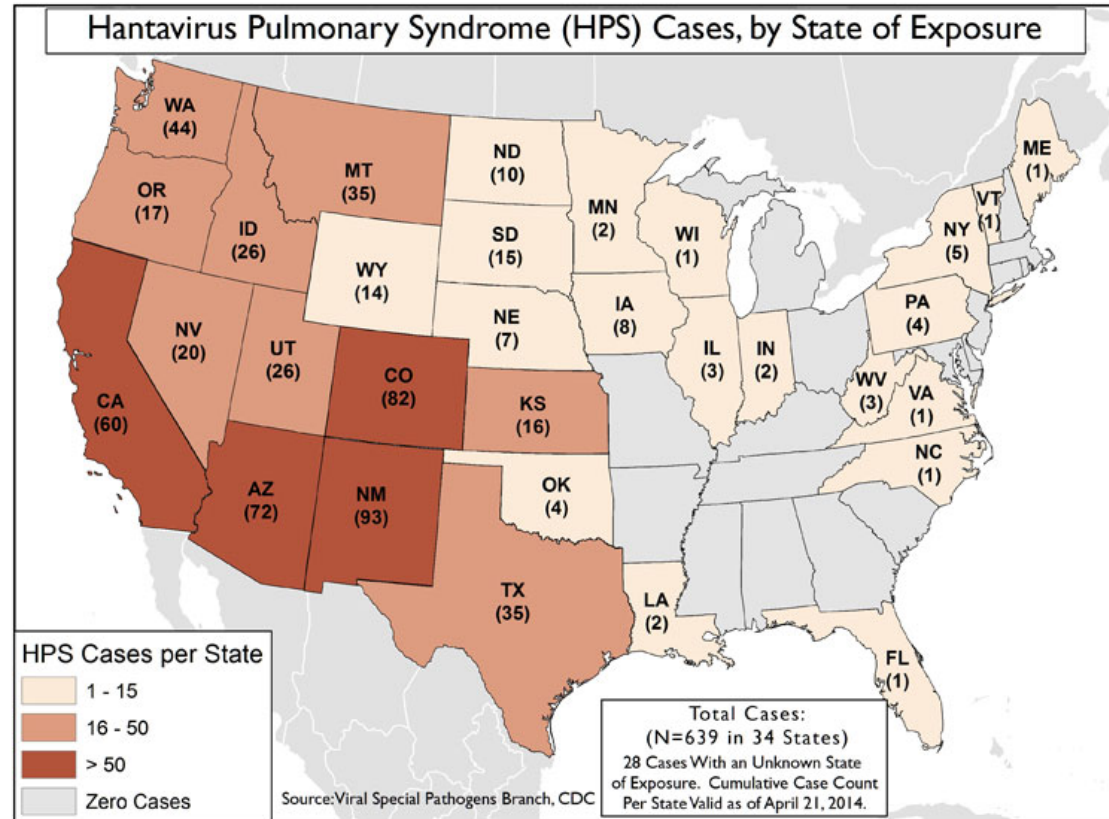 Hantavirus Pulmonary Syndrome (HPS) Cases, by State of Exposure
WA
(44)
OR
(17)
ID
(26)
MT
(35)
WY
(14)
ND
(10)
SD
(15)
NE
(7)
MN
(2)
WI
(1)
IA
(8)
IL
(3)
IN
(2)
ME
(1)
VT
(1)
NY
(5)
PA
(4)
WV
(3)
VA
(1)
NC
(1)
NV
(20)
UT
(26)
CO
(82)
KS
(16)
CA
(60)
AZ
(72)
NM
(93)
OK
(4)
TX
(35)
LA
(2)
FL
(1)
HPS Cases per State
1 - 15
16 - 50
> 50
Zero Cases
Source:Viral Special Pathogens Branch, CDC
Total Cases:
(N=639 in 34 States)
28 Cases With an Unknown State
of Exposure. Cumulative Case Count
Per State Valid as of April 21, 2014.